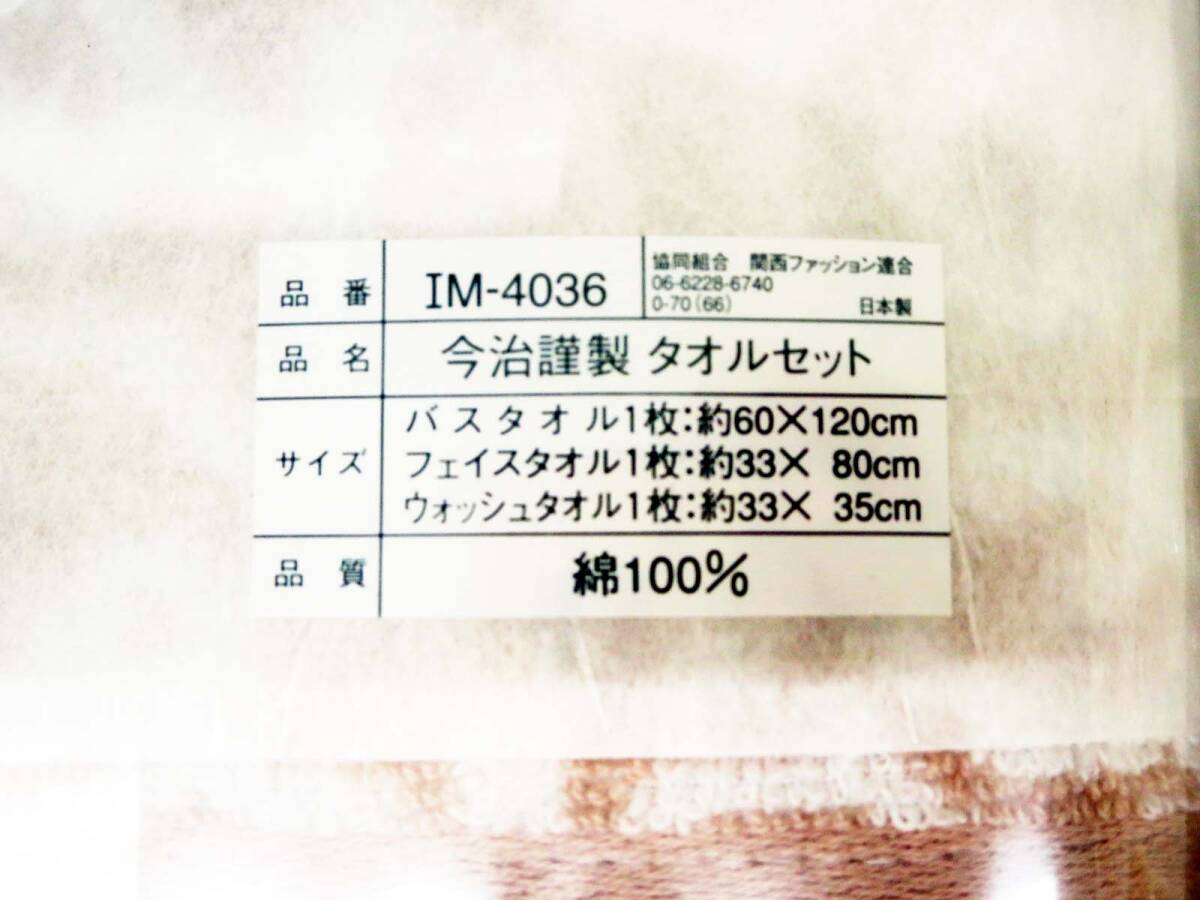 品番 IM-4036
協同組合 関西ファッション連合
06-6228-6740
0-70(66) 日本製
品名 今治謹製 タオルセット
サイズ
バスタオル1枚:約60×120cm
フェイスタオル1枚:約33× 80cm
ウォッシュタオル1枚:約33× 35cm
品質 綿100%